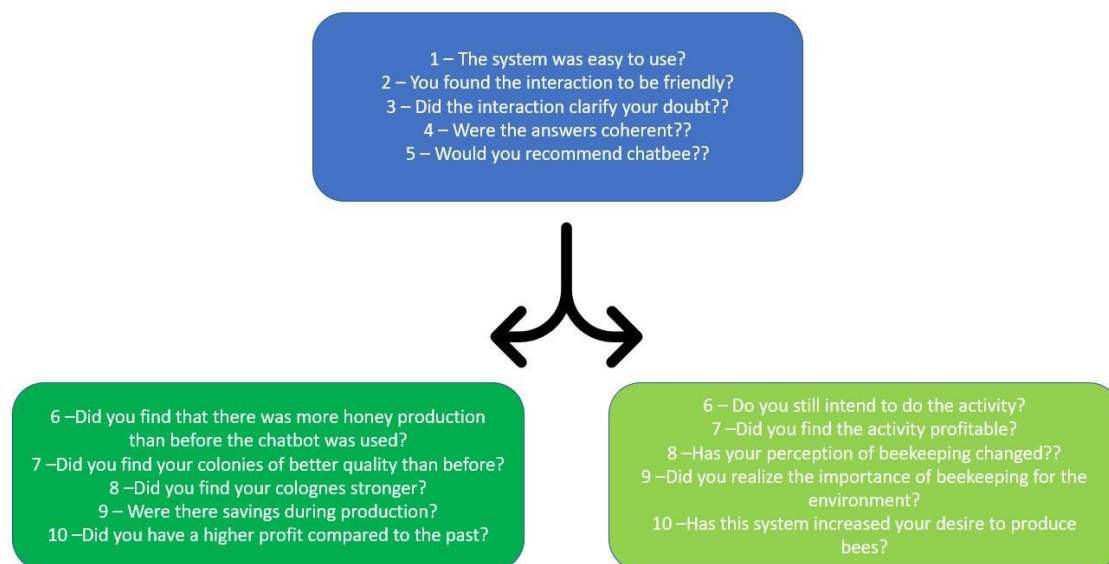 1 – The system was easy to use?
2 – You found the interaction to be friendly?
3 – Did the interaction clarify your doubt??
4 – Were the answers coherent??
5 – Would you recommend chatbee??
6 –Did you find that there was more honey production
than before the chatbot was used?
7 –Did you find your colonies of better quality than before?
8 –Did you find your colognes stronger?
9 – Were there savings during production?
10 –Did you have a higher profit compared to the past?
6 – Do you still intend to do the activity?
7 –Did you find the activity profitable?
8 –Has your perception of beekeeping changed??
9 –Did you realize the importance of beekeeping for the
environment?
10 –Has this system increased your desire to produce
bees?